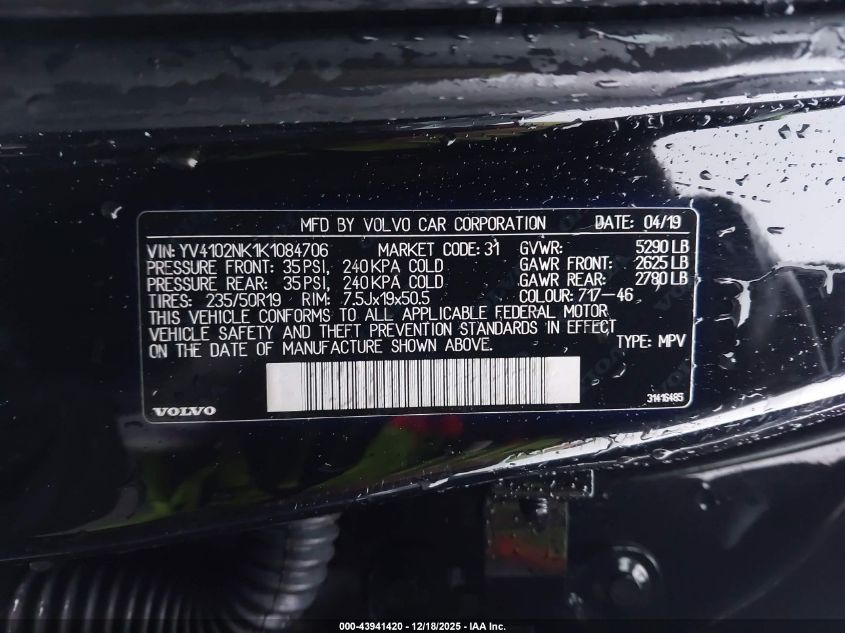 MFD BY VOLVO CAR CORPORATION DATE: 04/19
VIN: YV4102NK1K1084706 MARKET CODE: 31 GVWR: 5290 LB
PRESSURE FRONT: 35 PSI, 240 KPA COLD GAWR FRONT: 2625 LB
PRESSURE REAR: 35 PSI, 240 KPA COLD GAWR REAR: 2780 LB
TIRES: 235/50R19 RIM: 7.5Jx19x50.5 COLOUR: 717-46
THIS VEHICLE CONFORMS TO ALL APPLICABLE FEDERAL MOTOR
VEHICLE SAFETY AND THEFT PREVENTION STANDARDS IN EFFECT
ON THE DATE OF MANUFACTURE SHOWN ABOVE. TYPE: MPV
VOLVO 31416485
000-43941420 - 12/18/2025 - IAA Inc.